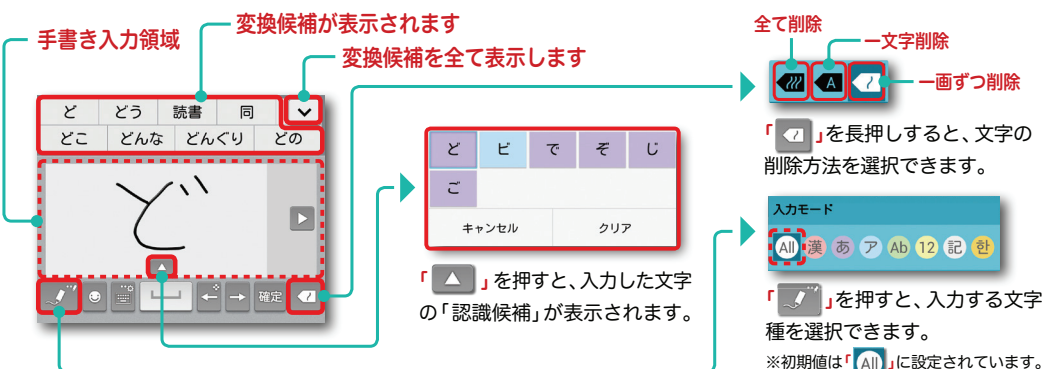 手書き入力領域
変換候補が表示されます
変換候補を全て表示します
ど どう 読書 同
どこ どんな どんぐり どの
ど
確定
ど ビ で ぞ じ
ご
キャンセル クリア
「 」を押すと、入力した文字
の「認識候補」が表示されます。
全て削除
一文字削除
一画ずつ削除
A
「 」を長押しすると、文字の
削除方法を選択できます。
入力モード
All 漢 あ ア Ab 12 記 한
「 」を押すと、入力する文字
種を選択できます。
※初期値は「All」に設定されています。